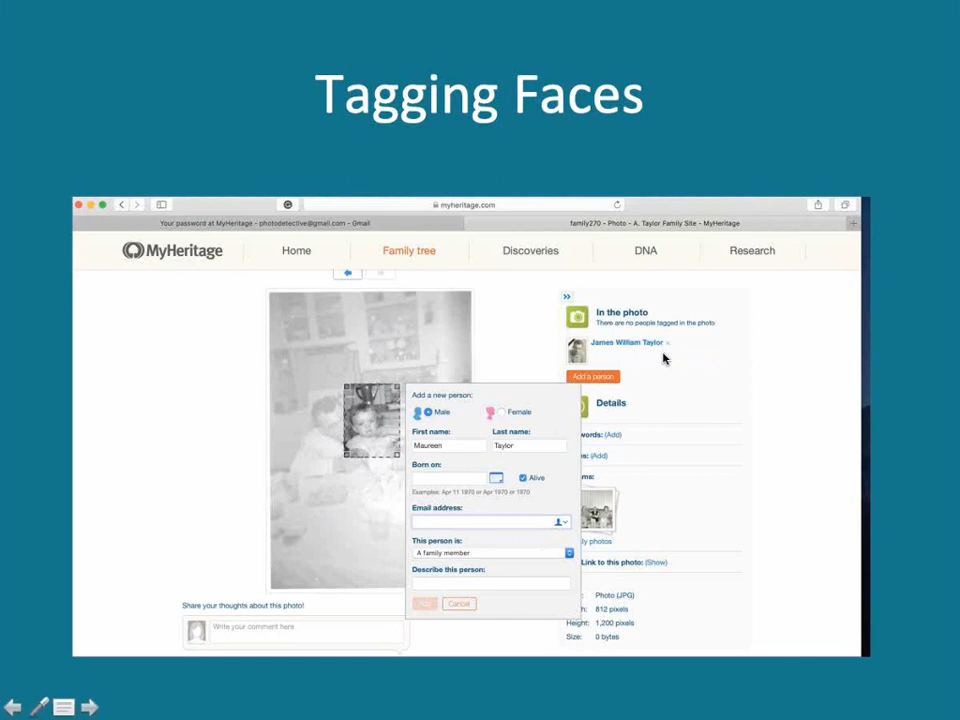 Tagging Faces
myheritage.com
Your password at MyHeritage - photodetective@gmail.com - Gmail
family270 - Photo - A. Taylor Family Site - MyHeritage
MyHeritage
Home
Family tree
Discoveries
DNA
Research
In the photo
There are no people tagged in the photo
James William Taylor ×
Add a person
Details
words: (Add)
s: (Add)
ms:
ly photos
Link to this photo: (Show)
Photo (JPG)
812 pixels
Height: 1,200 pixels
Size: 0 bytes
Add a new person:
Male
Female
First name:
Last name:
Maureen
Taylor
Born on:
Alive
Examples: Apr 11 1970 or Apr 1970 or 1970
Email address:
This person is:
A family member
Describe this person:
Cancel
Share your thoughts about this photo!
Write your comment here